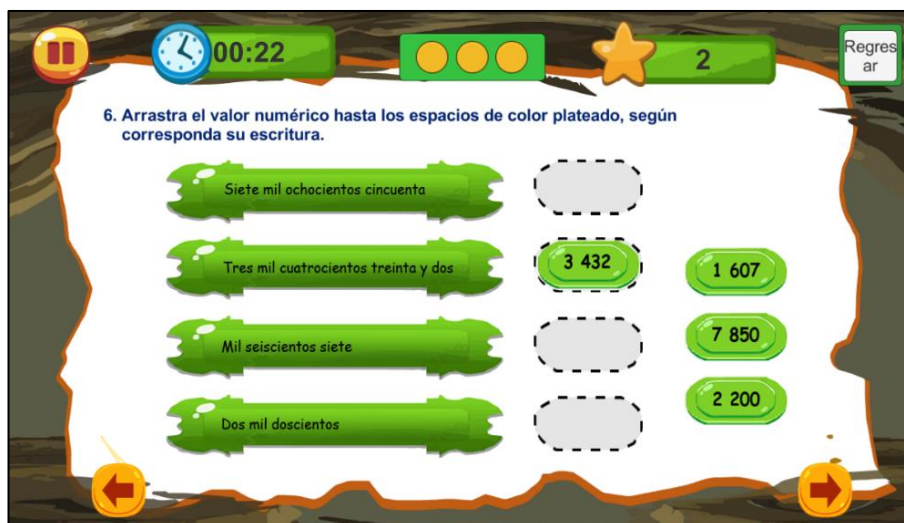 00:22
2
Regres
ar
6. Arrastra el valor numérico hasta los espacios de color plateado, según
corresponda su escritura.
Siete mil ochocientos cincuenta
Tres mil cuatrocientos treinta y dos
3 432
1 607
Mil seiscientos siete
7 850
2 200
Dos mil doscientos